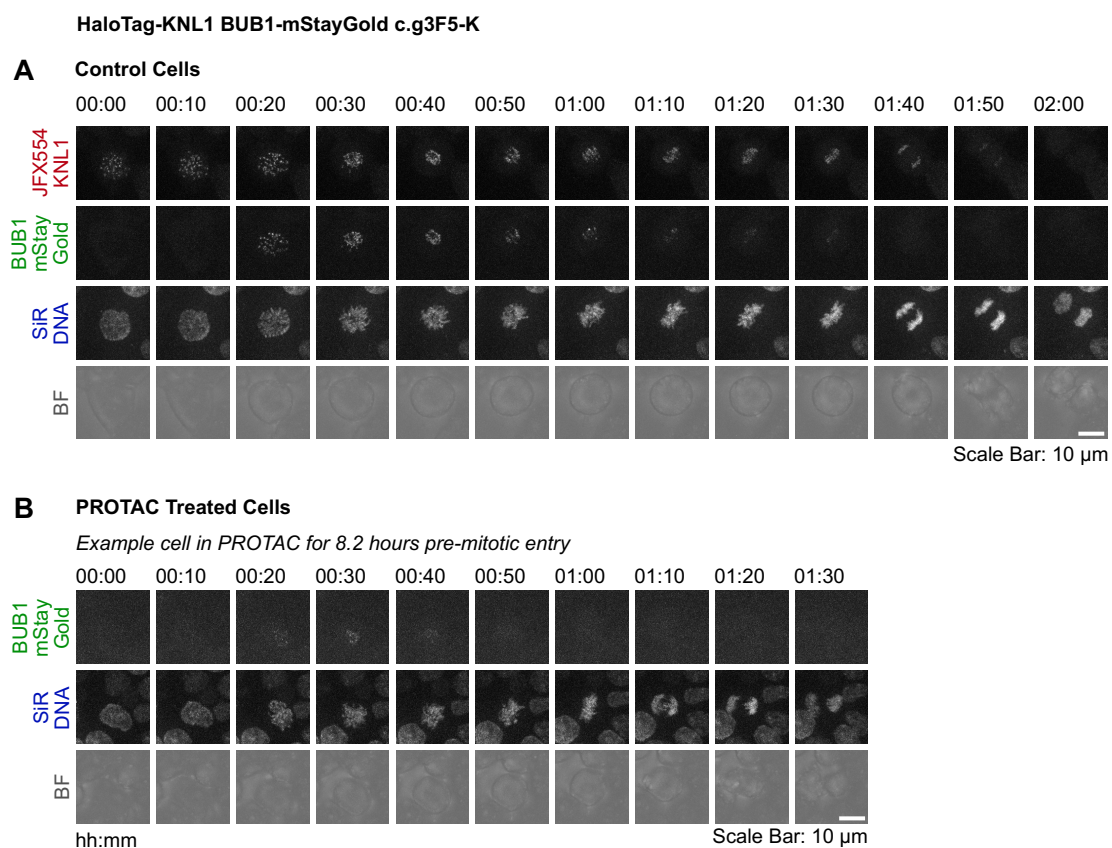 HaloTag-KNL1 BUB1-mStayGold c.g3F5-K
A Control Cells
00:00 00:10 00:20 00:30 00:40 00:50 01:00 01:10 01:20 01:30 01:40 01:50 02:00
JFX554
KNL1
BUB1
mStay
Gold
SiR
DNA
BF
Scale Bar: 10 µm
B PROTAC Treated Cells
Example cell in PROTAC for 8.2 hours pre-mitotic entry
00:00 00:10 00:20 00:30 00:40 00:50 01:00 01:10 01:20 01:30
BUB1
mStay
Gold
SiR
DNA
BF
hh:mm Scale Bar: 10 µm